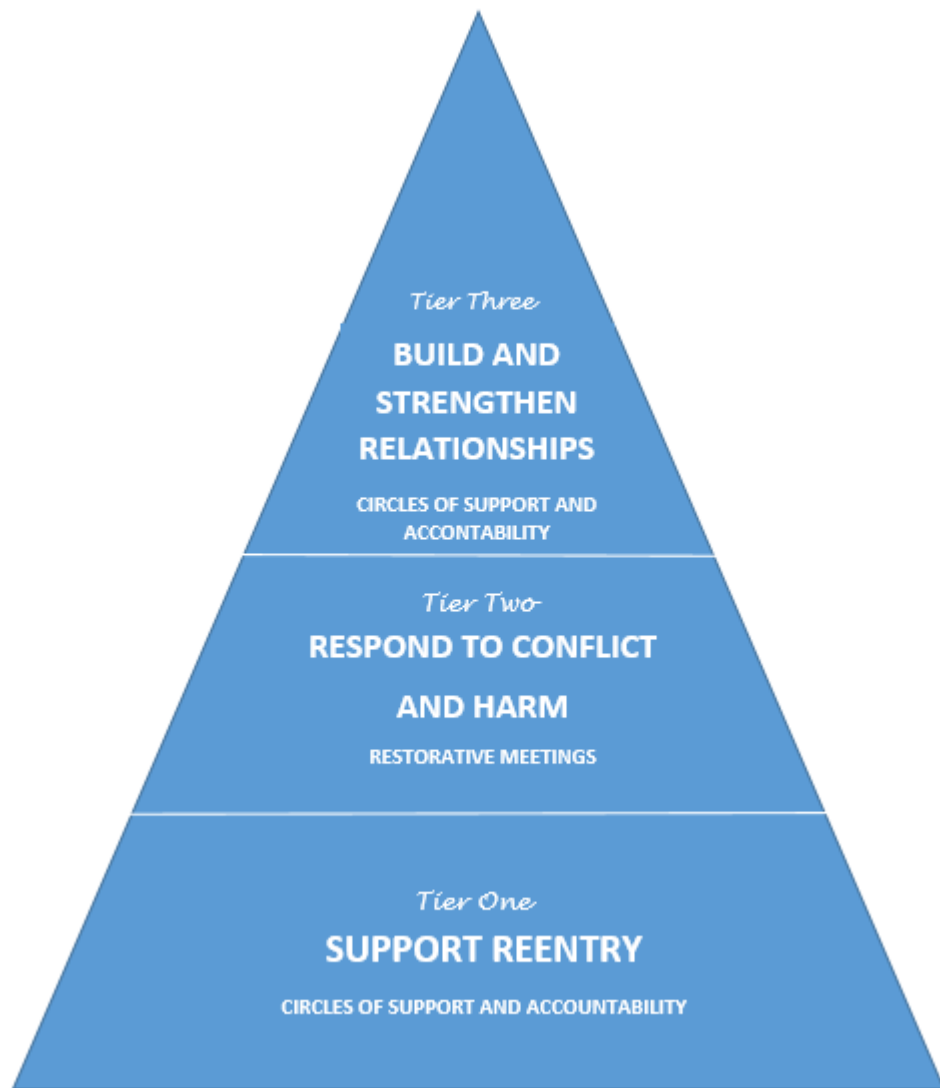 Tier Three
BUILD AND
STRENGTHEN
RELATIONSHIPS
CIRCLES OF SUPPORT AND
ACCONTABILITY
Tier Two
RESPOND TO CONFLICT
AND HARM
RESTORATIVE MEETINGS
Tier One
SUPPORT REENTRY
CIRCLES OF SUPPORT AND ACCOUNTABILITY